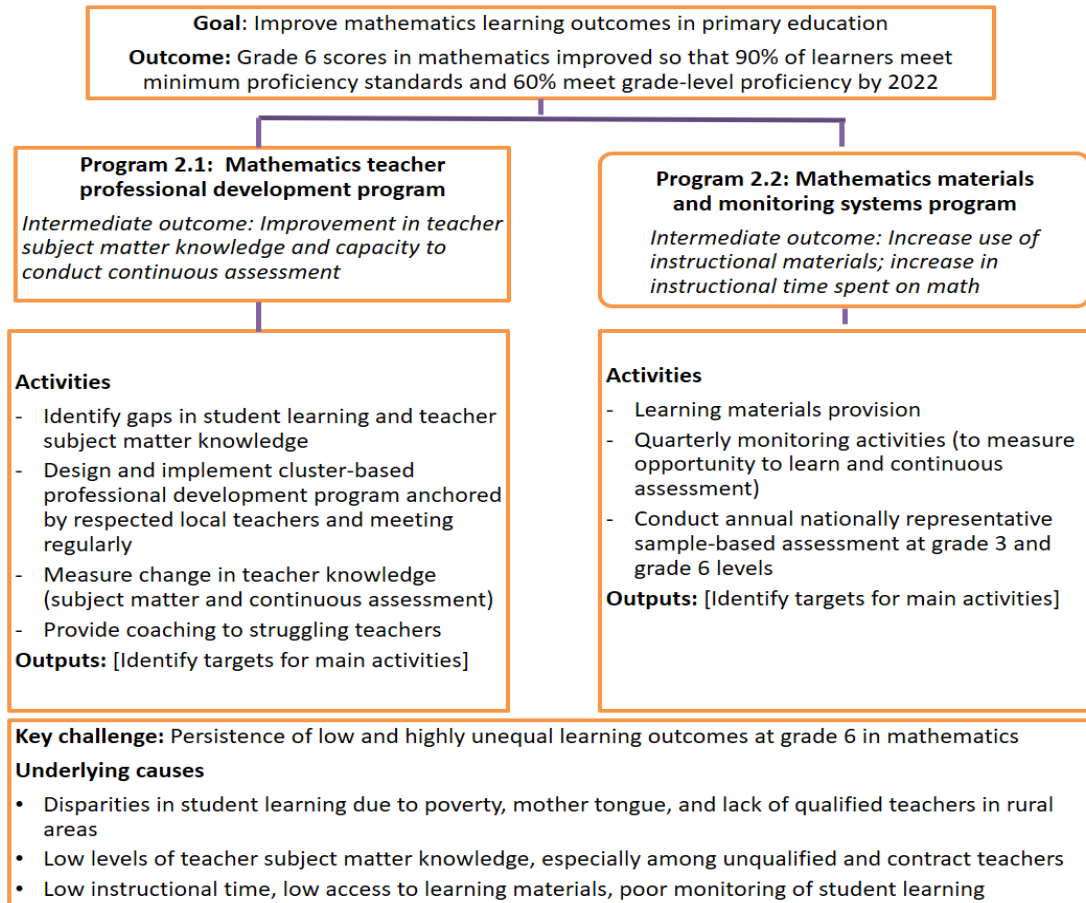 Goal: Improve mathematics learning outcomes in primary education
Outcome: Grade 6 scores in mathematics improved so that 90% of learners meet
minimum proficiency standards and 60% meet grade-level proficiency by 2022
Program 2.1: Mathematics teacher
professional development program
Intermediate outcome: Improvement in teacher
subject matter knowledge and capacity to
conduct continuous assessment
Program 2.2: Mathematics materials
and monitoring systems program
Intermediate outcome: Increase use of
instructional materials; increase in
instructional time spent on math
Activities
- Identify gaps in student learning and teacher
subject matter knowledge
- Design and implement cluster-based
professional development program anchored
by respected local teachers and meeting
regularly
- Measure change in teacher knowledge
(subject matter and continuous assessment)
- Provide coaching to struggling teachers
Outputs: [Identify targets for main activities]
Activities
- Learning materials provision
- Quarterly monitoring activities (to measure
opportunity to learn and continuous
assessment)
- Conduct annual nationally representative
sample-based assessment at grade 3 and
grade 6 levels
Outputs: [Identify targets for main activities]
Key challenge: Persistence of low and highly unequal learning outcomes at grade 6 in mathematics
Underlying causes
• Disparities in student learning due to poverty, mother tongue, and lack of qualified teachers in rural
areas
• Low levels of teacher subject matter knowledge, especially among unqualified and contract teachers
• Low instructional time, low access to learning materials, poor monitoring of student learning